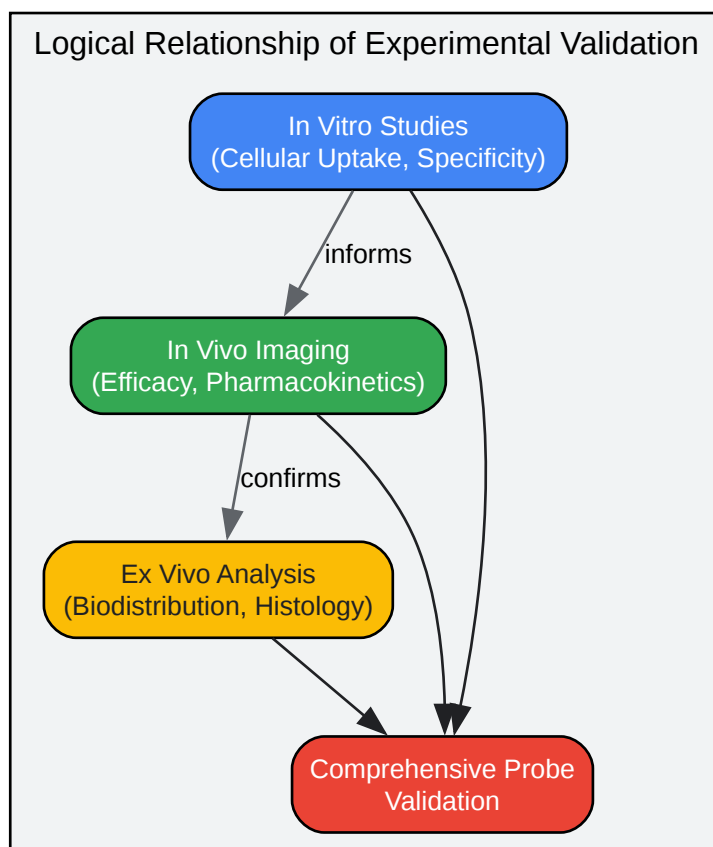 Logical Relationship of Experimental Validation
In Vitro Studies
(Cellular Uptake, Specificity)
informs
In Vivo Imaging
(Efficacy, Pharmacokinetics)
confirms
Ex Vivo Analysis
(Biodistribution, Histology)
Comprehensive Probe
Validation